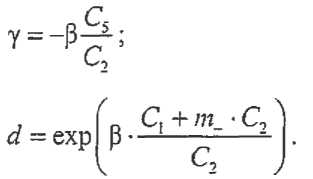 γ = −β C₅/C₂;
d = exp(β · (C₁ + m₋ · C₂)/C₂).